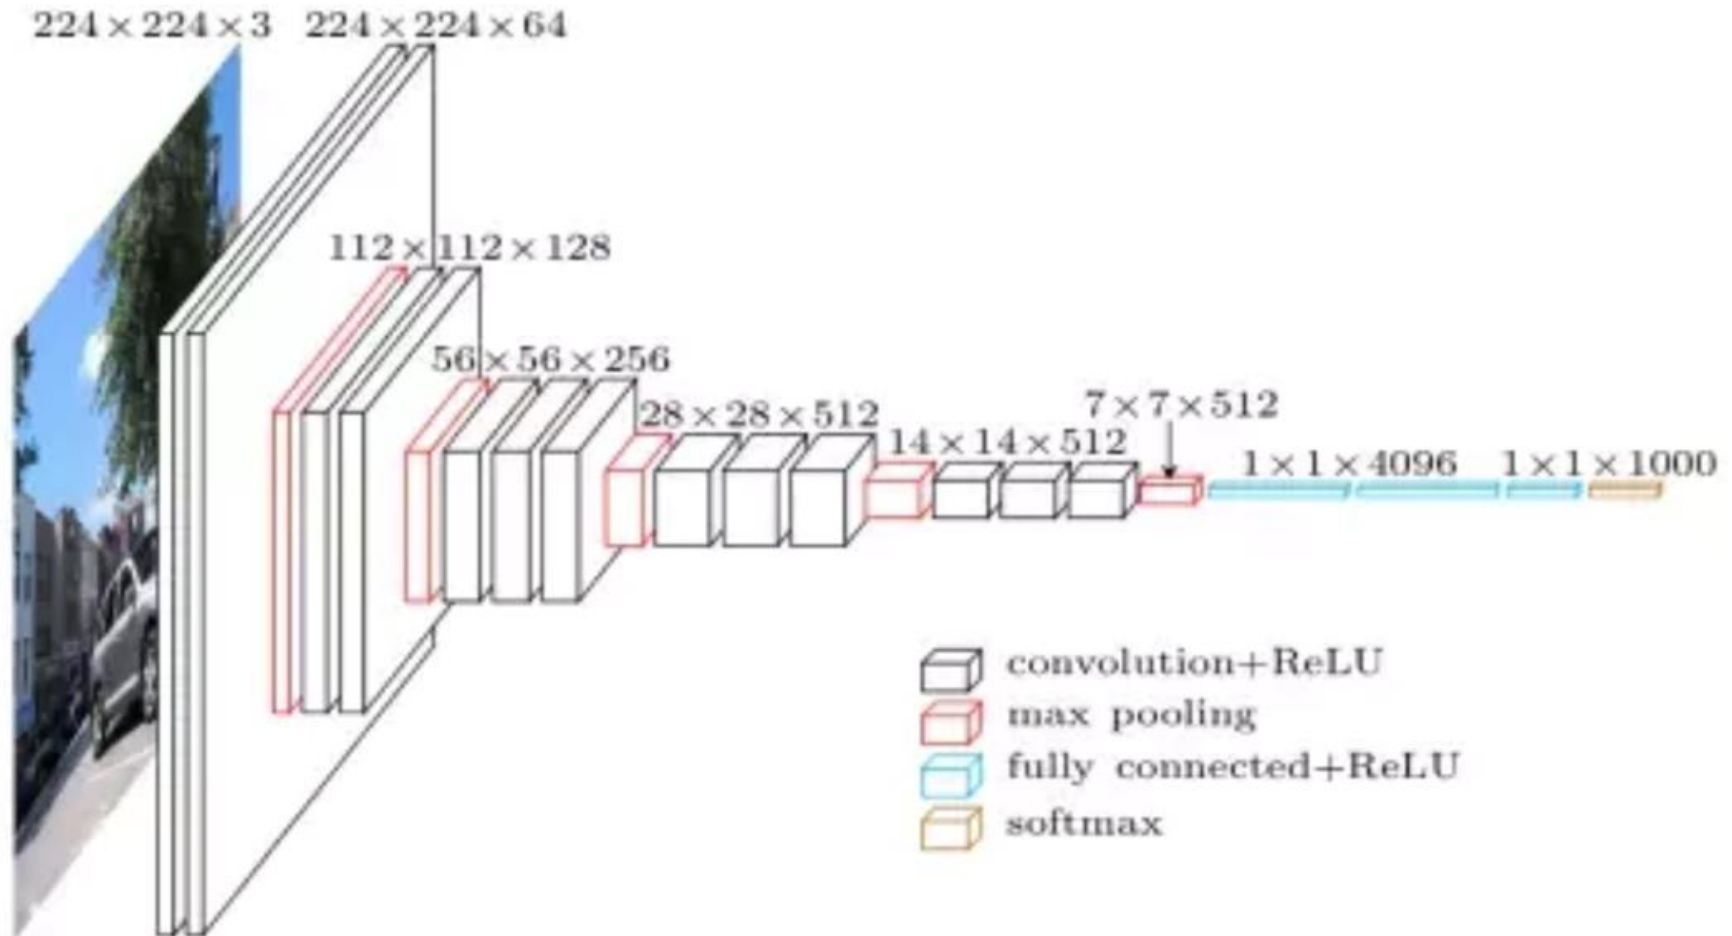 224×224×3
224×224×64
112×112×128
56×56×256
28×28×512
14×14×512
7×7×512
1×1×4096
1×1×1000
convolution+ReLU
max pooling
fully connected+ReLU
softmax